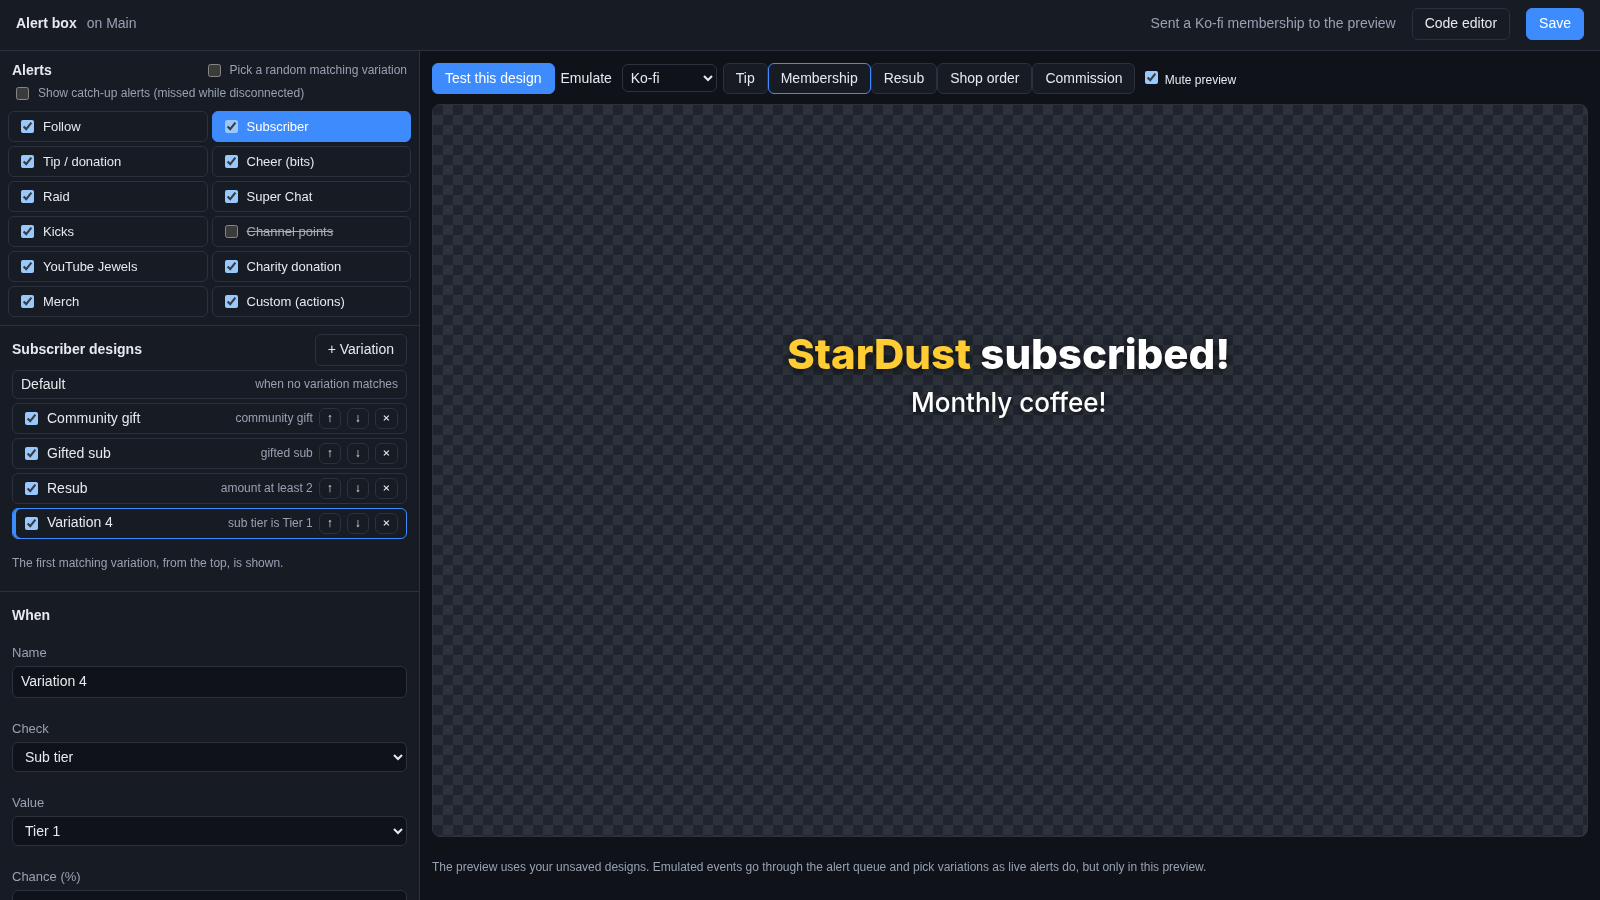 Alert box on Main
Sent a Ko-fi membership to the preview
Code editor
Save
Alerts
Pick a random matching variation
Show catch-up alerts (missed while disconnected)
Follow
Subscriber
Tip / donation
Cheer (bits)
Raid
Super Chat
Kicks
Channel points
YouTube Jewels
Charity donation
Merch
Custom (actions)
Subscriber designs
+ Variation
Default when no variation matches
Community gift community gift ↑ ↓ ×
Gifted sub gifted sub ↑ ↓ ×
Resub amount at least 2 ↑ ↓ ×
Variation 4 sub tier is Tier 1 ↑ ↓ ×
The first matching variation, from the top, is shown.
When
Name
Variation 4
Check
Sub tier
Value
Tier 1
Chance (%)
Test this design Emulate Ko-fi Tip Membership Resub Shop order Commission Mute preview
StarDust subscribed!
Monthly coffee!
The preview uses your unsaved designs. Emulated events go through the alert queue and pick variations as live alerts do, but only in this preview.